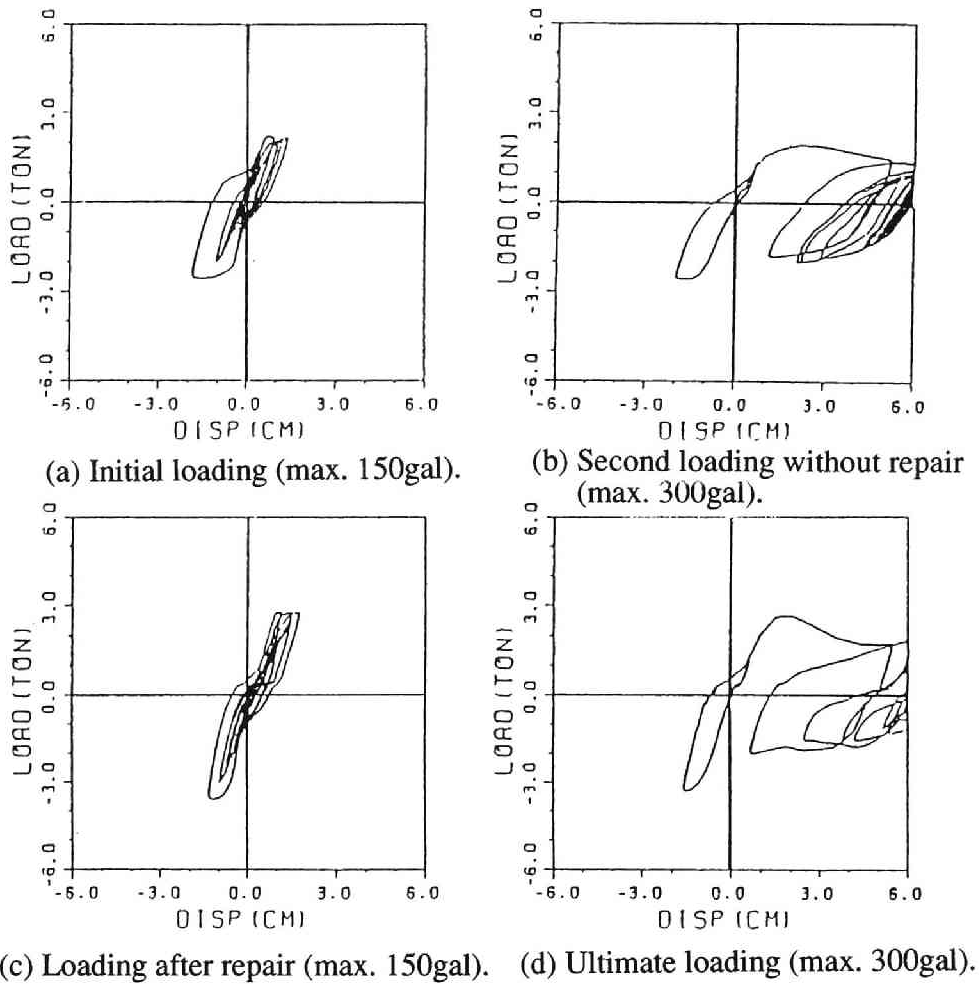 6.0
3.0
0.0
-3.0
-6.0
LOAD (TON)
-6.0 -3.0 0.0 3.0 6.0
DISP (CM)
(a) Initial loading (max. 150gal).
6.0
3.0
0.0
-3.0
-6.0
LOAD (TON)
-6.0 -3.0 0.0 3.0 6.0
DISP (CM)
(b) Second loading without repair
(max. 300gal).
6.0
3.0
0.0
-3.0
-6.0
LOAD (TON)
-6.0 -3.0 0.0 3.0 6.0
DISP (CM)
(c) Loading after repair (max. 150gal).
6.0
3.0
0.0
-3.0
-6.0
LOAD (TON)
-6.0 -3.0 0.0 3.0 6.0
DISP (CM)
(d) Ultimate loading (max. 300gal).